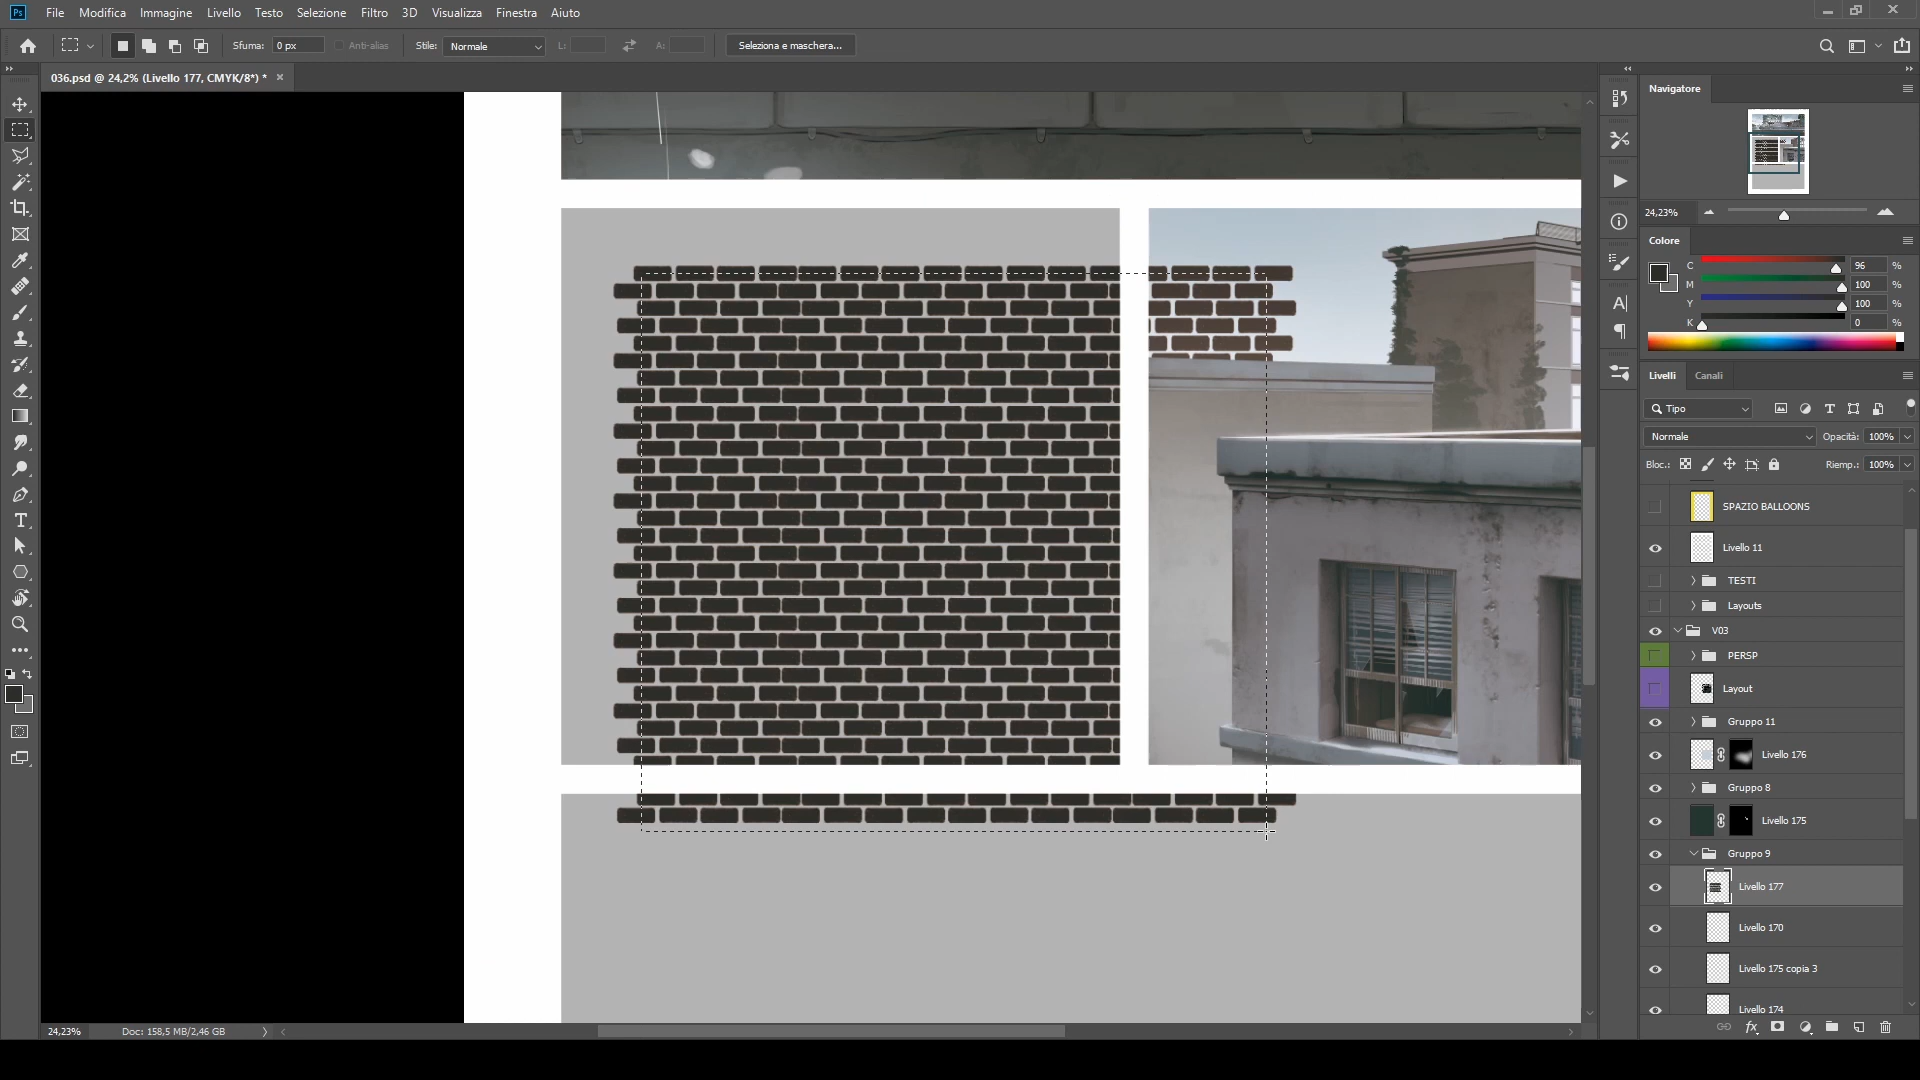 Ps File Modifica Immagine Livello Testo Selezione Filtro 3D Visualizza Finestra Aiuto
Sfuma: 0 px Anti-alias Stile: Normale L: A: Seleziona e maschera...
036.psd @ 24,2% (Livello 177, CMYK/8*) *
Navigatore
24,23%
Colore
C 96 %
M 100 %
Y 100 %
K 0 %
Livelli Canali
Tipo
Normale Opacità: 100%
Bloc.: Riemp.: 100%
SPAZIO BALLOONS
Livello 11
TESTI
Layouts
V03
PERSP
Layout
Gruppo 11
Livello 176
Gruppo 8
Livello 175
Gruppo 9
Livello 177
Livello 170
Livello 175 copia 3
Livello 174
fx
24,23% Doc: 158,5 MB/2,46 GB